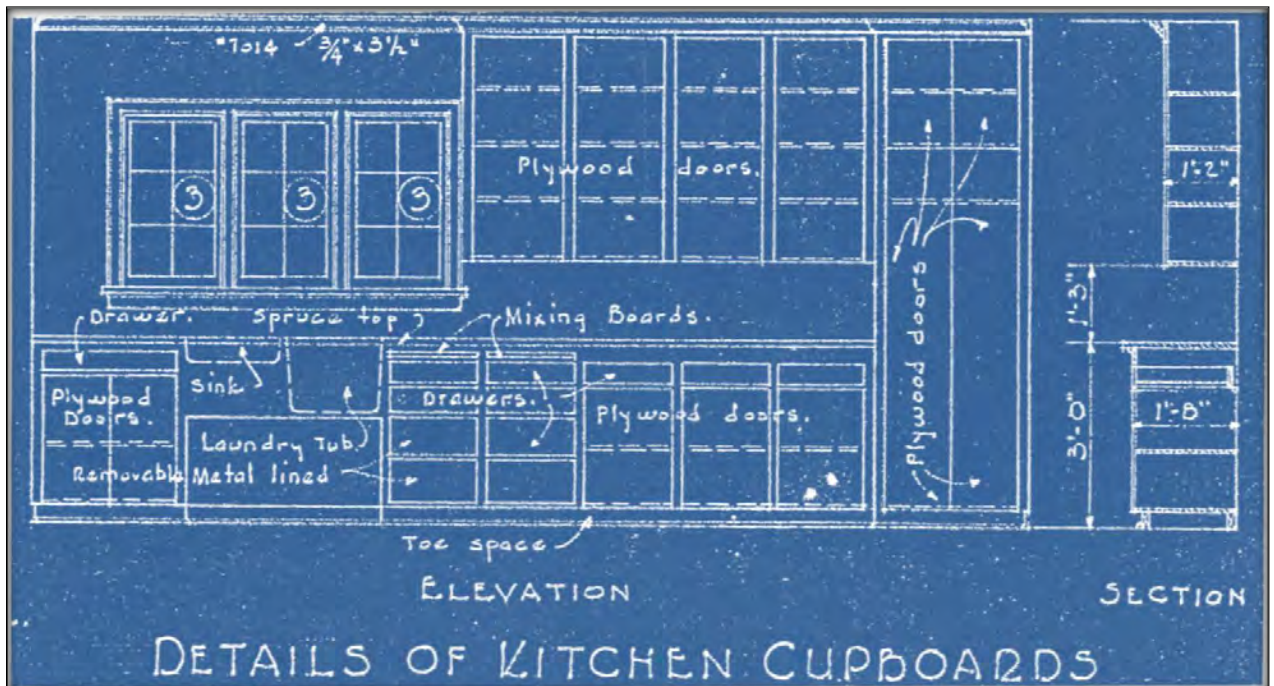 #7014 3/4" x 3 1/2"
3 3 3
Plywood doors.
1'-2"
Plywood doors
1'-3"
Drawer. Spruce top
Mixing Boards.
Sink
Plywood
Doors.
Drawers.
Plywood doors.
3'-0"
1'-8"
Laundry Tub.
Removable Metal lined
Toe space
ELEVATION
SECTION
DETAILS OF KITCHEN CUPBOARDS